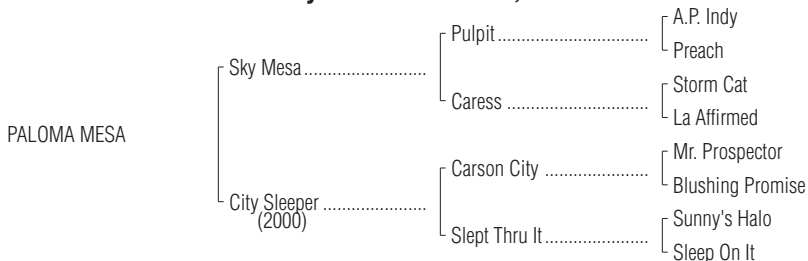 A.P. Indy
Pulpit
Preach
Sky Mesa
Storm Cat
Caress
La Affirmed
PALOMA MESA
Mr. Prospector
Carson City
Blushing Promise
City Sleeper
(2000)
Sunny's Halo
Slept Thru It
Sleep On It